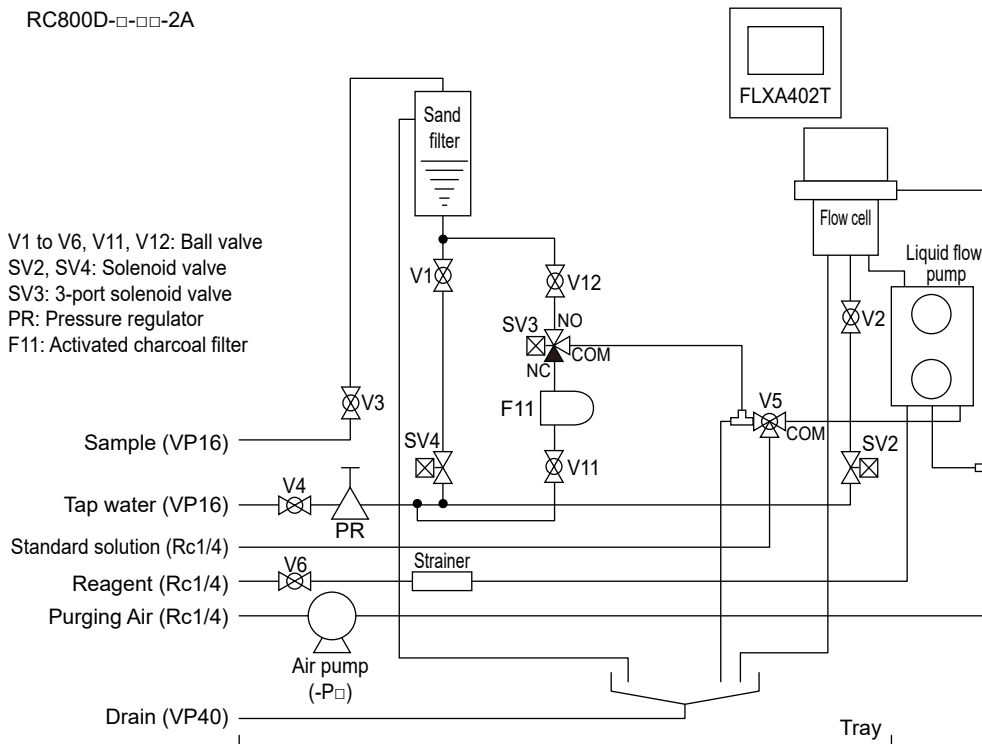 RC800D-□-□□-2A
FLXA402T
Sand
filter
Flow cell
Liquid flow
pump
V1 to V6, V11, V12: Ball valve
SV2, SV4: Solenoid valve
SV3: 3-port solenoid valve
PR: Pressure regulator
F11: Activated charcoal filter
V1
V12
V2
SV3
NO
COM
NC
V3
F11
V5
COM
Sample (VP16)
SV4
SV2
V11
V4
Tap water (VP16)
PR
Standard solution (Rc1/4)
V6
Strainer
Reagent (Rc1/4)
Purging Air (Rc1/4)
Air pump
(-P□)
Drain (VP40)
Tray